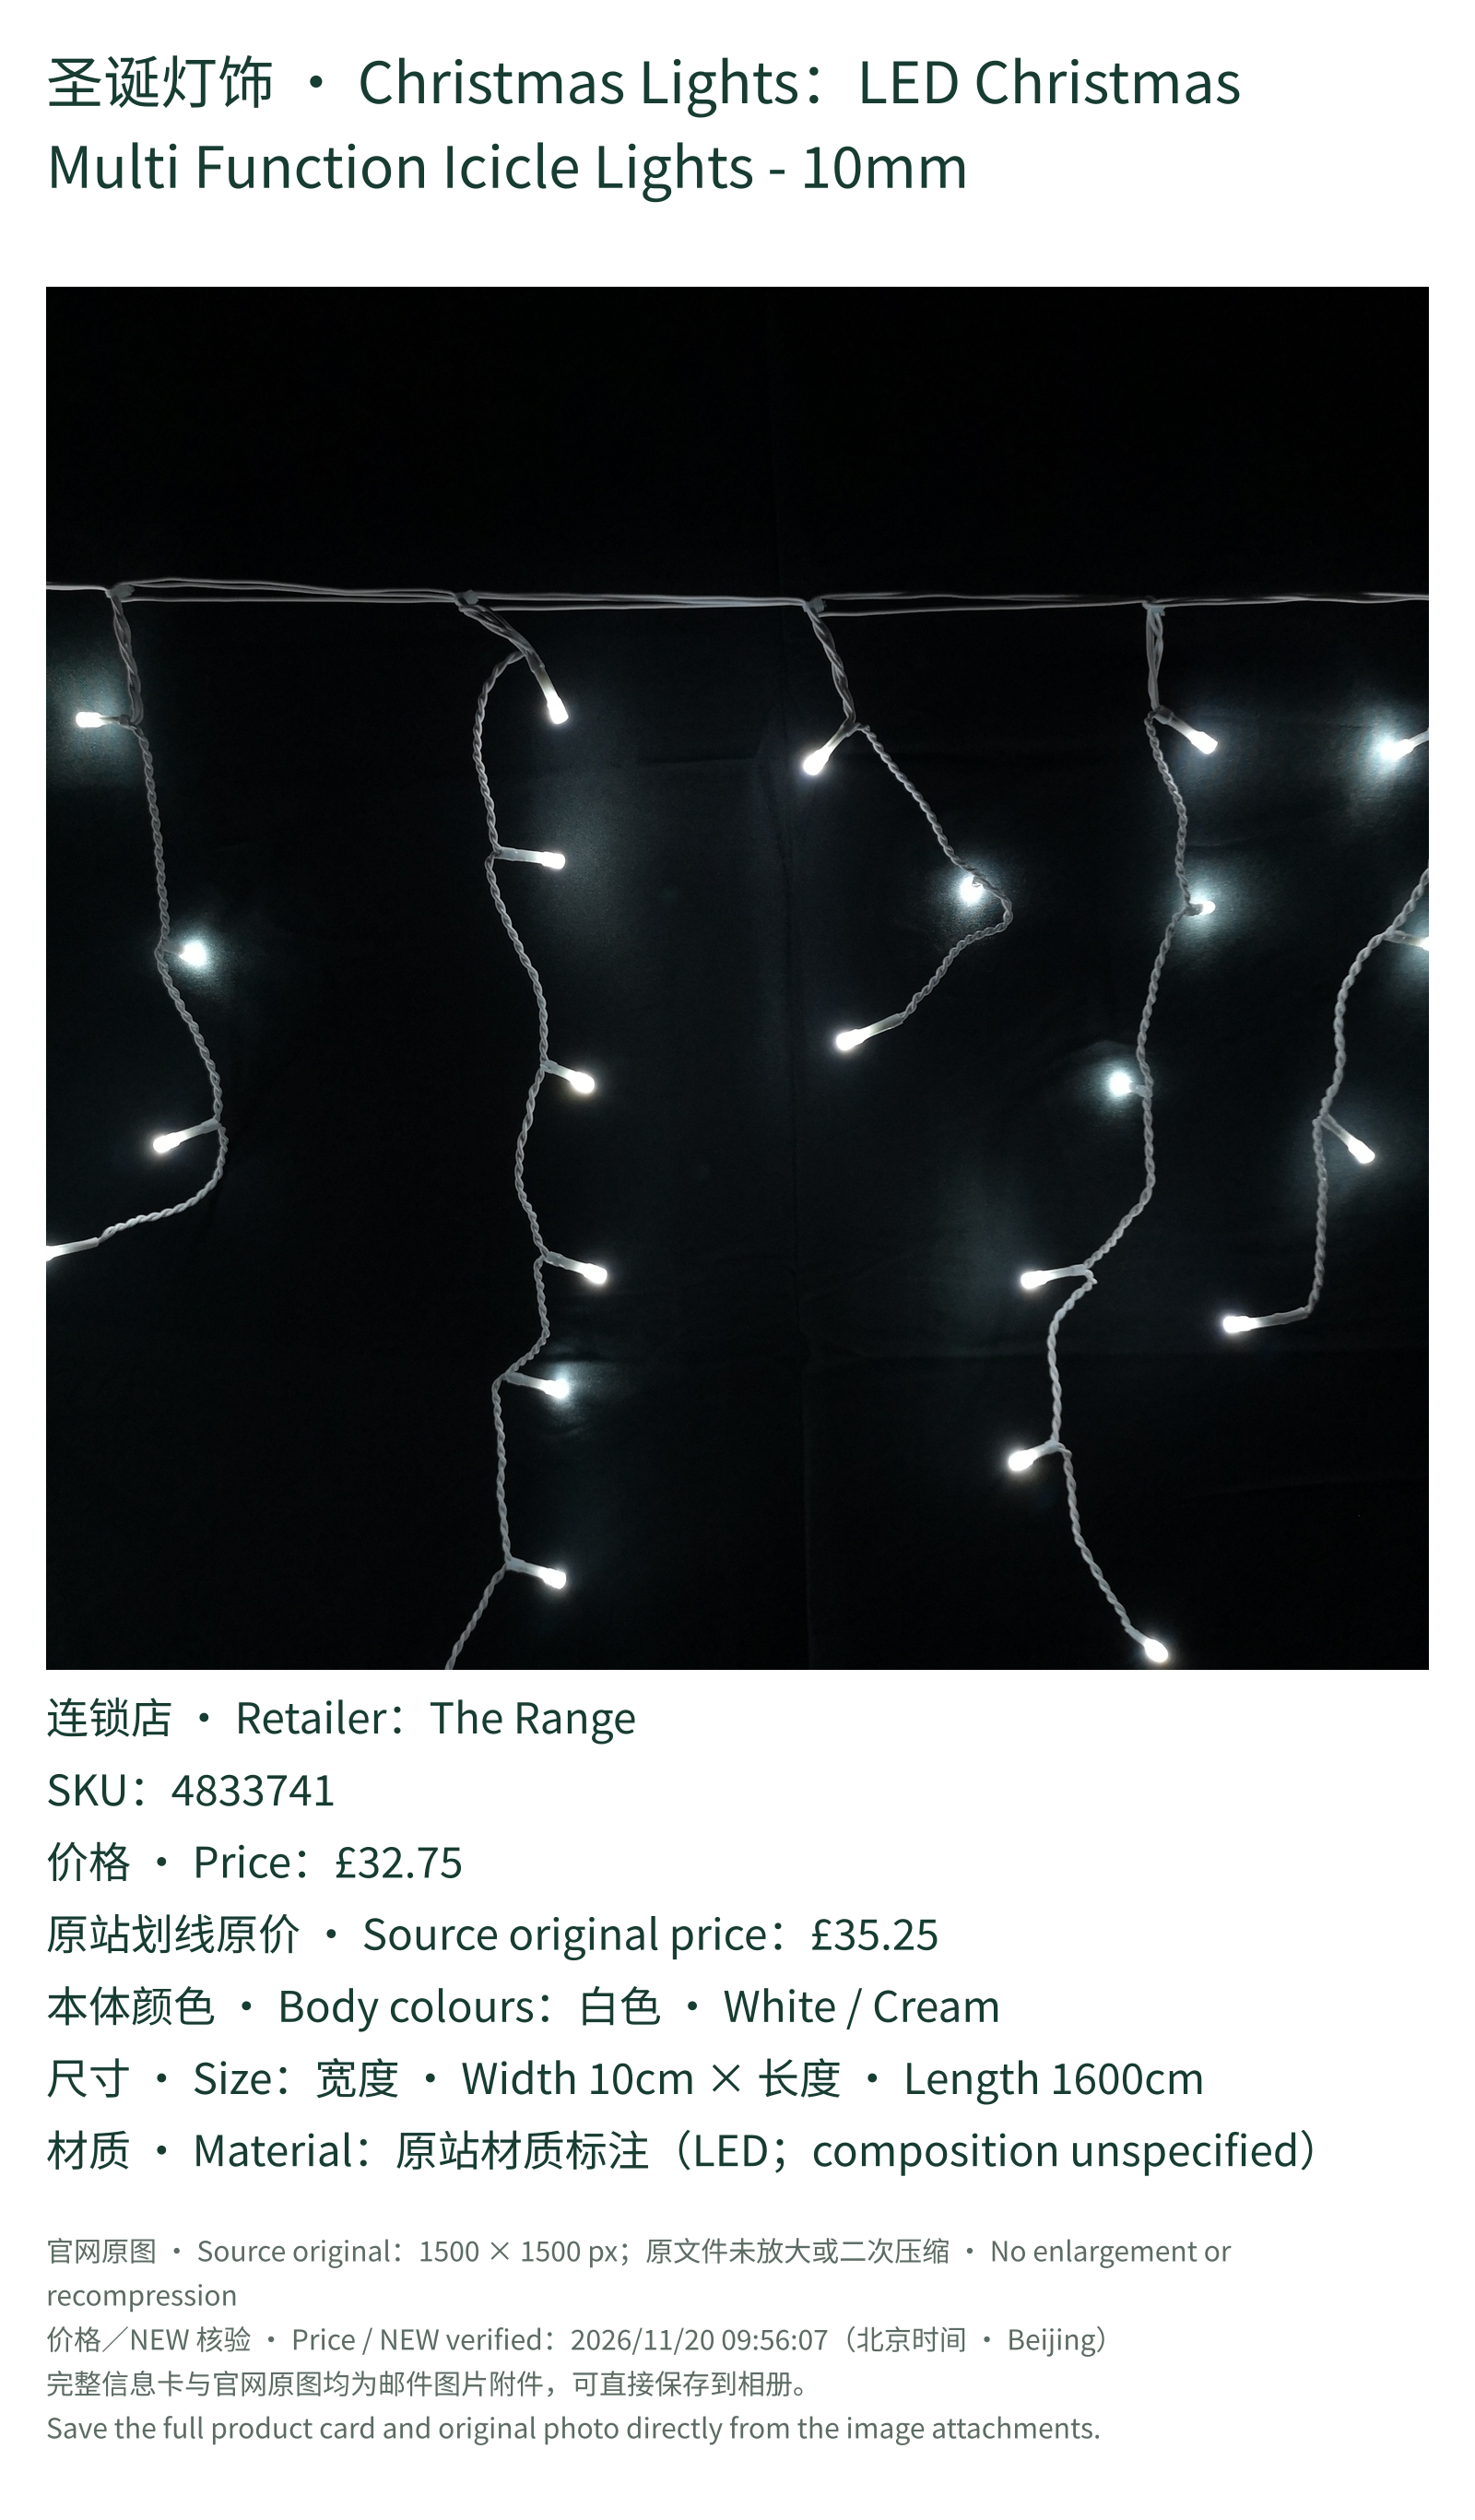 圣诞灯饰 · Christmas Lights：LED Christmas
Multi Function Icicle Lights - 10mm
连锁店 · Retailer：The Range
SKU：4833741
价格 · Price：£32.75
原站划线原价 · Source original price：£35.25
本体颜色 · Body colours：白色 · White / Cream
尺寸 · Size：宽度 · Width 10cm × 长度 · Length 1600cm
材质 · Material：原站材质标注（LED；composition unspecified）
官网原图 · Source original：1500 × 1500 px；原文件未放大或二次压缩 · No enlargement or
recompression
价格／NEW 核验 · Price / NEW verified：2026/11/20 09:56:07（北京时间 · Beijing）
完整信息卡与官网原图均为邮件图片附件，可直接保存到相册。
Save the full product card and original photo directly from the image attachments.